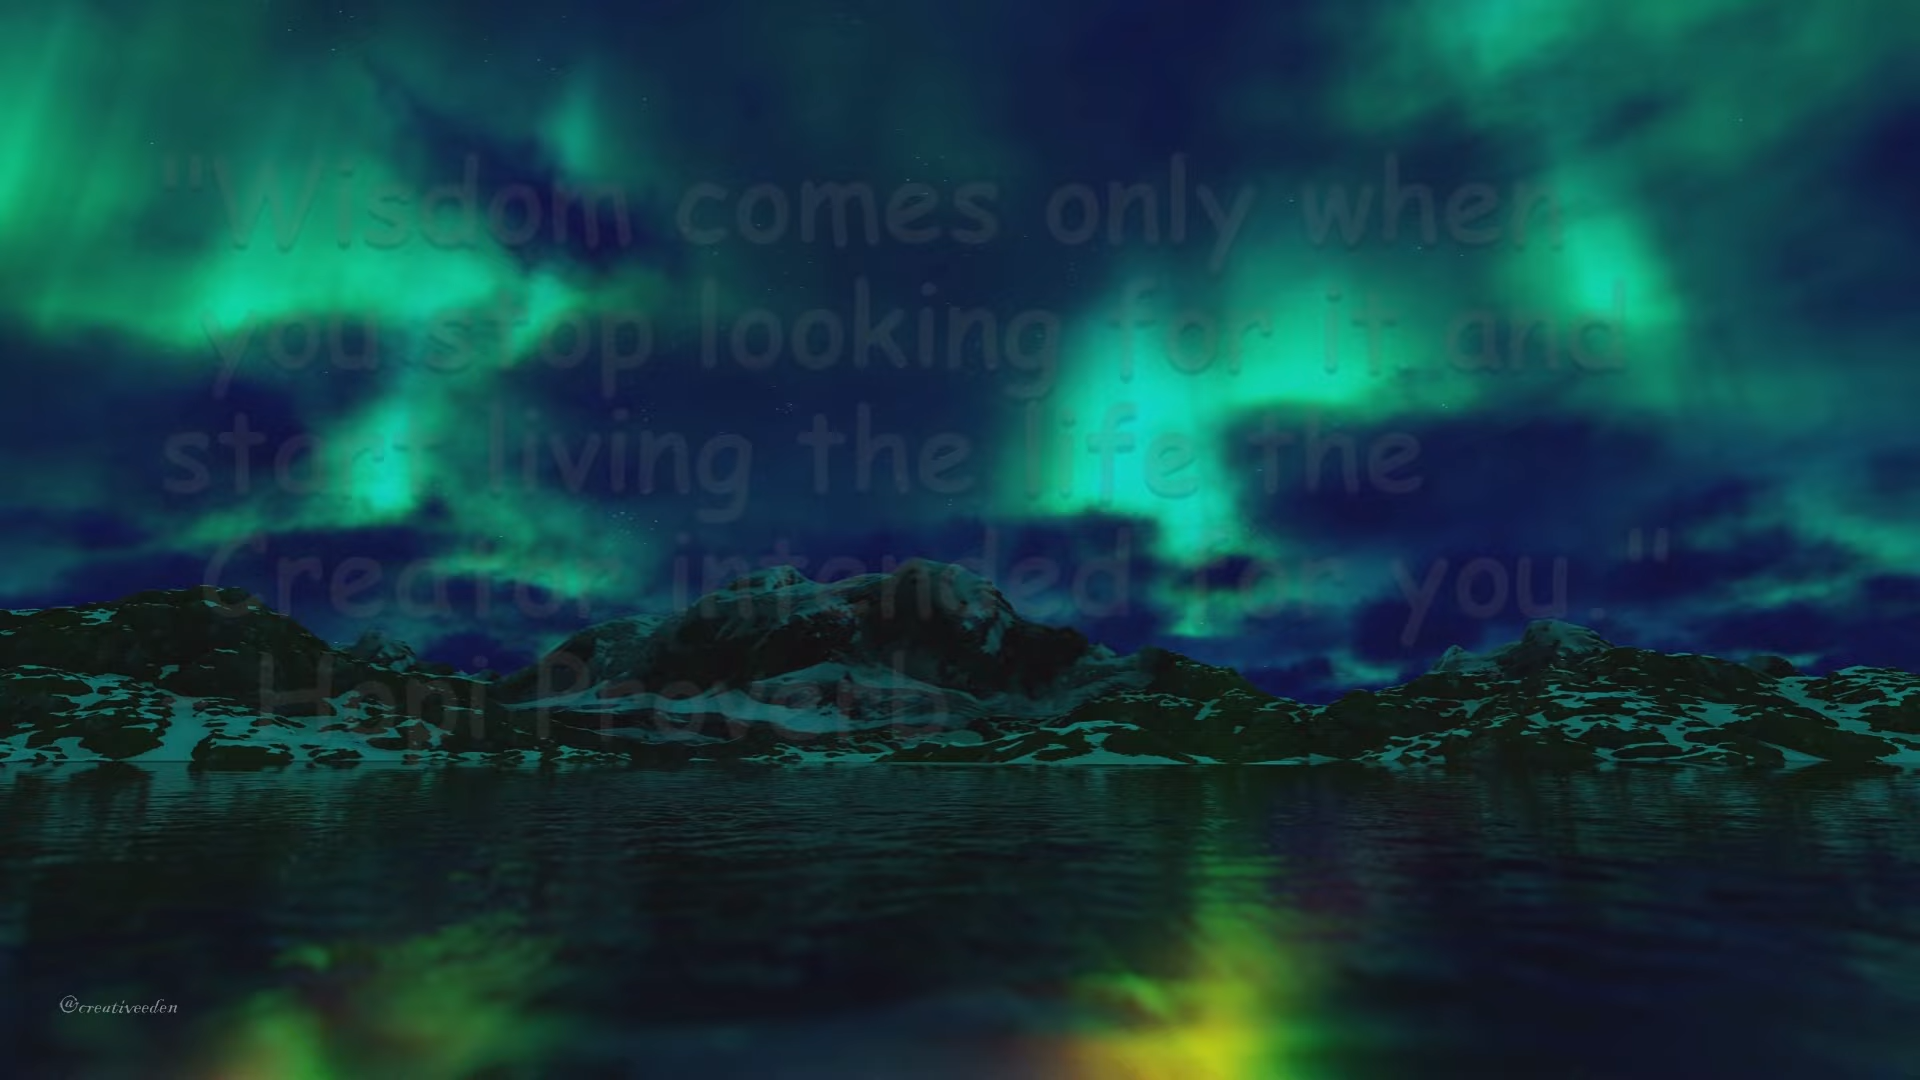 "Wisdom comes only when
you stop looking for it and
start living the life the
Creator intended for you."
Hopi Proverb
@creativeeden